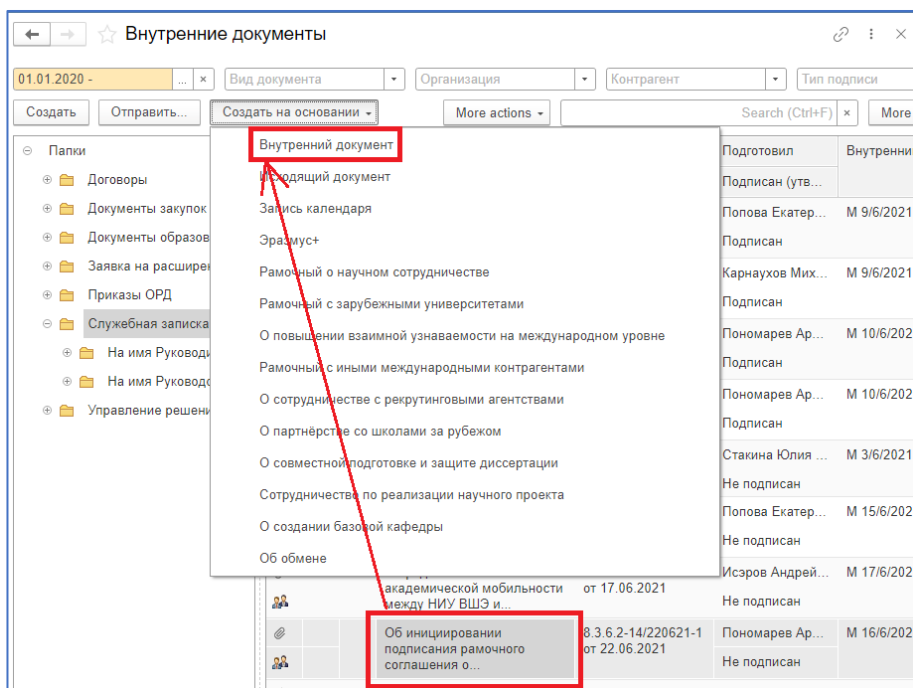 Внутренние документы
01.01.2020 -
...
×
Вид документа
Организация
Контрагент
Тип подписи
Создать
Отправить...
Создать на основании
More actions
Search (Ctrl+F)
×
More
Внутренний документ
Исходящий документ
Запись календаря
Эразмус+
Рамочный о научном сотрудничестве
Рамочный с зарубежными университетами
О повышении взаимной узнаваемости на международном уровне
Рамочный с иными международными контрагентами
О сотрудничестве с рекрутинговыми агентствами
О партнёрстве со школами за рубежом
О совместной подготовке и защите диссертации
Сотрудничество по реализации научного проекта
О создании базовой кафедры
Об обмене
Папки
Договоры
Документы закупок
Документы образов
Заявка на расширен
Приказы ОРД
Служебная записка
На имя Руководи
На имя Руководс
Управление решени
Подготовил
Внутренни
Подписан (утв...
Попова Екатер...
М 9/6/2021
Подписан
Карнаухов Мих...
М 9/6/2021
Подписан
Пономарев Ар...
М 10/6/202
Подписан
Пономарев Ар...
М 10/6/202
Подписан
Стакина Юлия ...
М 3/6/2021
Не подписан
Попова Екатер...
М 15/6/202
Не подписан
Исэров Андрей...
М 17/6/202
академической мобильности
от 17.06.2021
между НИУ ВШЭ и...
Не подписан
Об инициировании
подписания рамочного
соглашения о...
8.3.6.2-14/220621-1
от 22.06.2021
Пономарев Ар...
М 16/6/202
Не подписан